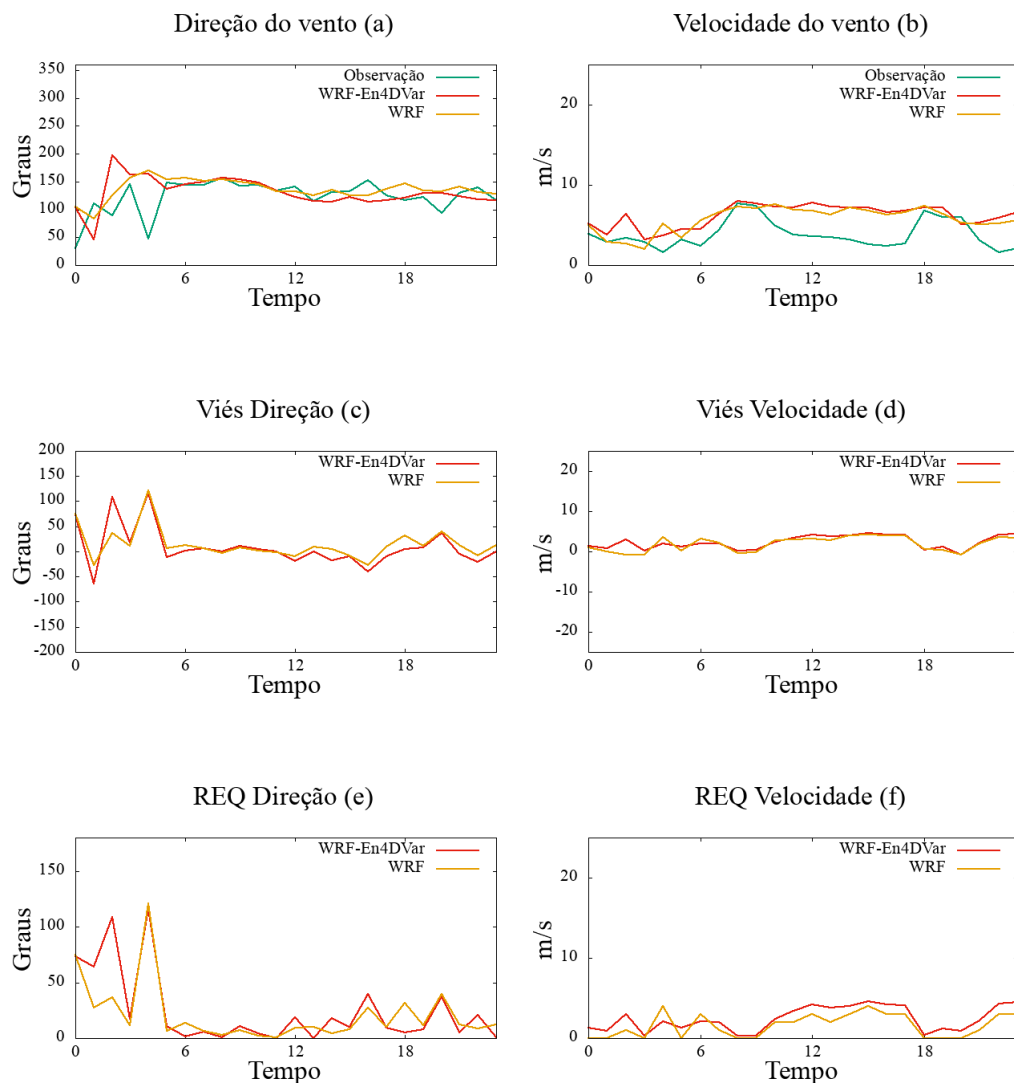 Direção do vento (a)
350
300
250
200
150
100
50
0
Graus
Observação
WRF-En4DVar
WRF
0 6 12 18
Tempo
Velocidade do vento (b)
20
10
0
m/s
Observação
WRF-En4DVar
WRF
0 6 12 18
Tempo
Viés Direção (c)
200
150
100
50
0
-50
-100
-150
-200
Graus
WRF-En4DVar
WRF
0 6 12 18
Tempo
Viés Velocidade (d)
20
10
0
-10
-20
m/s
WRF-En4DVar
WRF
0 6 12 18
Tempo
REQ Direção (e)
150
100
50
0
Graus
WRF-En4DVar
WRF
0 6 12 18
Tempo
REQ Velocidade (f)
20
10
0
m/s
WRF-En4DVar
WRF
0 6 12 18
Tempo